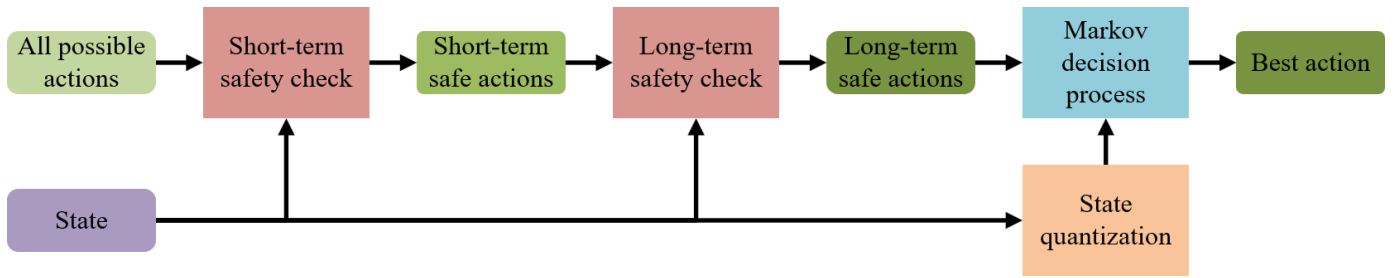 All possible
actions
Short-term
safety check
Short-term
safe actions
Long-term
safety check
Long-term
safe actions
Markov
decision
process
Best action
State
State
quantization